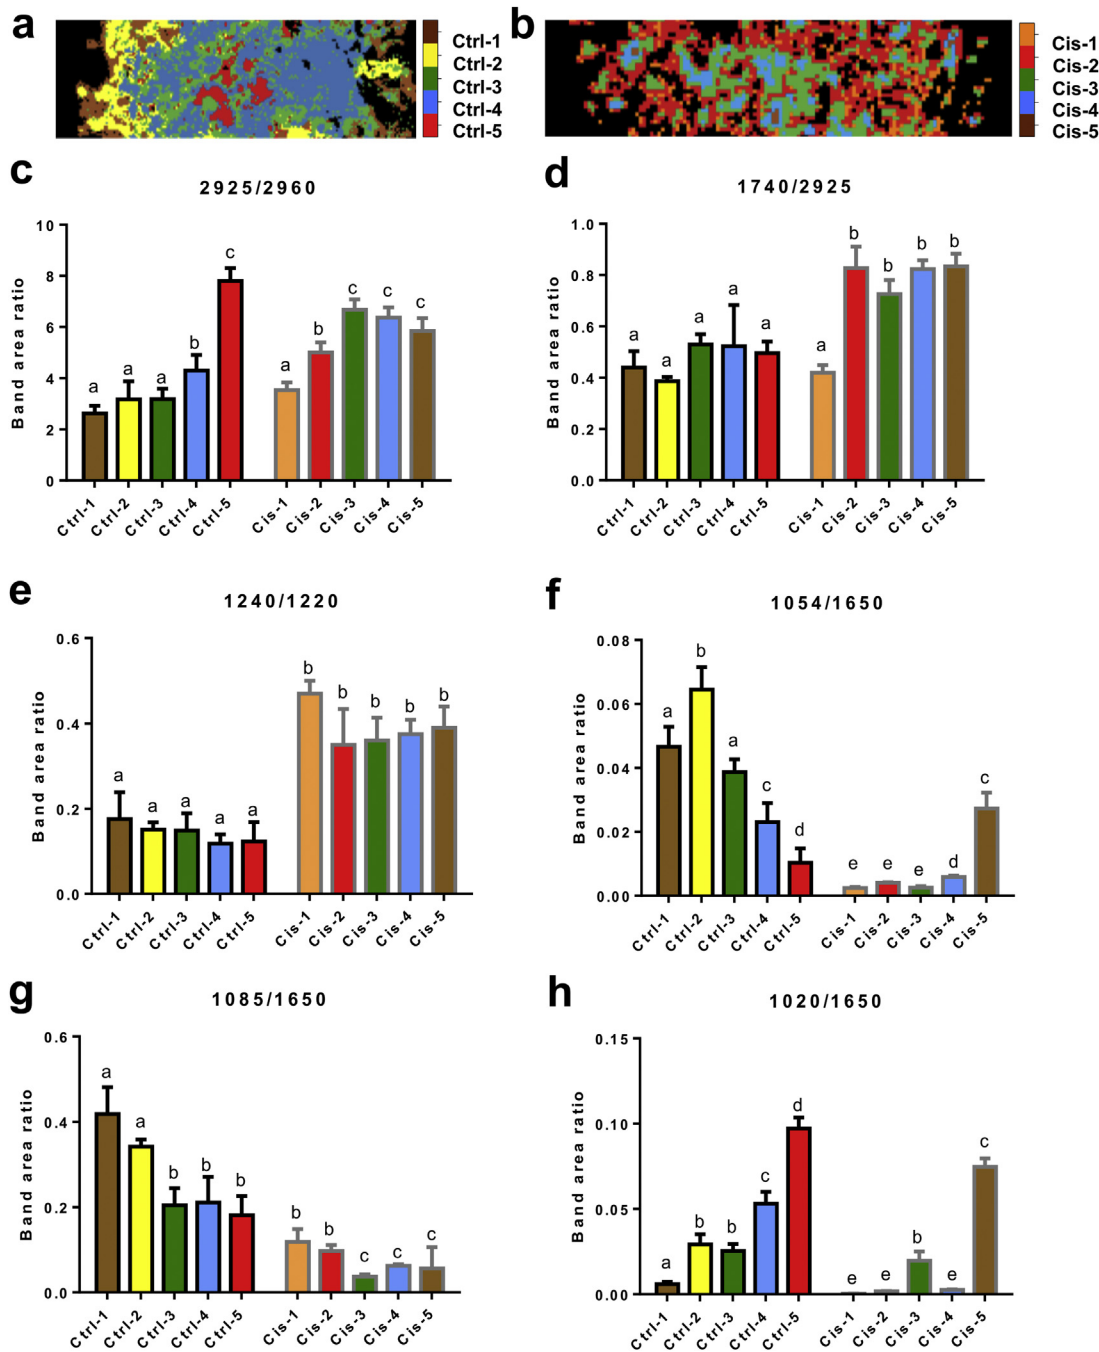 a
Ctrl-1
Ctrl-2
Ctrl-3
Ctrl-4
Ctrl-5
b
Cis-1
Cis-2
Cis-3
Cis-4
Cis-5
c
2925/2960
Band area ratio
10
8
6
4
2
0
a a a b c a b c c c
Ctrl-1 Ctrl-2 Ctrl-3 Ctrl-4 Ctrl-5 Cis-1 Cis-2 Cis-3 Cis-4 Cis-5
d
1740/2925
Band area ratio
1.0
0.8
0.6
0.4
0.2
0.0
a a a a a a b b b b
Ctrl-1 Ctrl-2 Ctrl-3 Ctrl-4 Ctrl-5 Cis-1 Cis-2 Cis-3 Cis-4 Cis-5
e
1240/1220
Band area ratio
0.6
0.4
0.2
0.0
a a a a a b b b b b
Ctrl-1 Ctrl-2 Ctrl-3 Ctrl-4 Ctrl-5 Cis-1 Cis-2 Cis-3 Cis-4 Cis-5
f
1054/1650
Band area ratio
0.08
0.06
0.04
0.02
0.00
a b a c d e e e d c
Ctrl-1 Ctrl-2 Ctrl-3 Ctrl-4 Ctrl-5 Cis-1 Cis-2 Cis-3 Cis-4 Cis-5
g
1085/1650
Band area ratio
0.6
0.4
0.2
0.0
a a b b b b b c c c
Ctrl-1 Ctrl-2 Ctrl-3 Ctrl-4 Ctrl-5 Cis-1 Cis-2 Cis-3 Cis-4 Cis-5
h
1020/1650
Band area ratio
0.15
0.10
0.05
0.00
a b b c d e e b e c
Ctrl-1 Ctrl-2 Ctrl-3 Ctrl-4 Ctrl-5 Cis-1 Cis-2 Cis-3 Cis-4 Cis-5